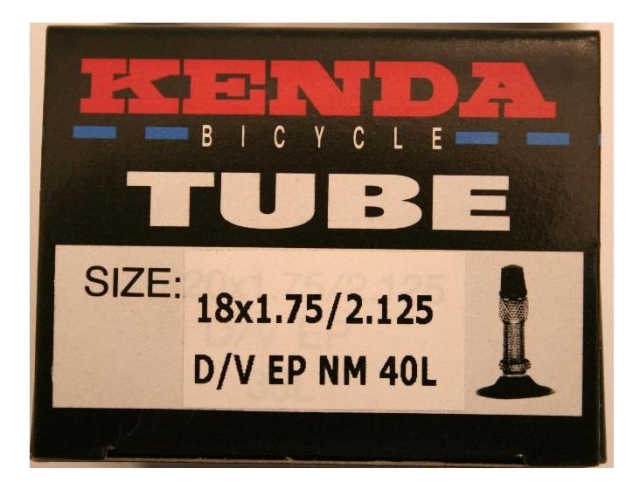 KENDA
BICYCLE
TUBE
SIZE:
18x1.75/2.125
D/V EP NM 40L